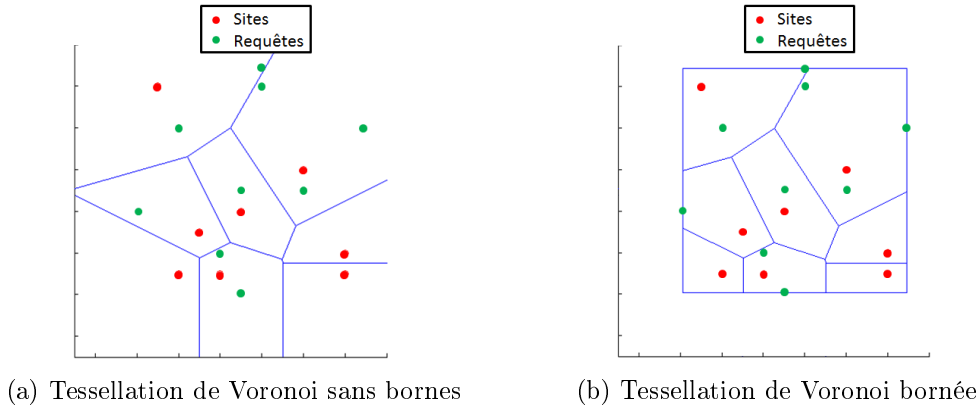 Sites
Requêtes
Sites
Requêtes
(a) Tessellation de Voronoi sans bornes
(b) Tessellation de Voronoi bornée